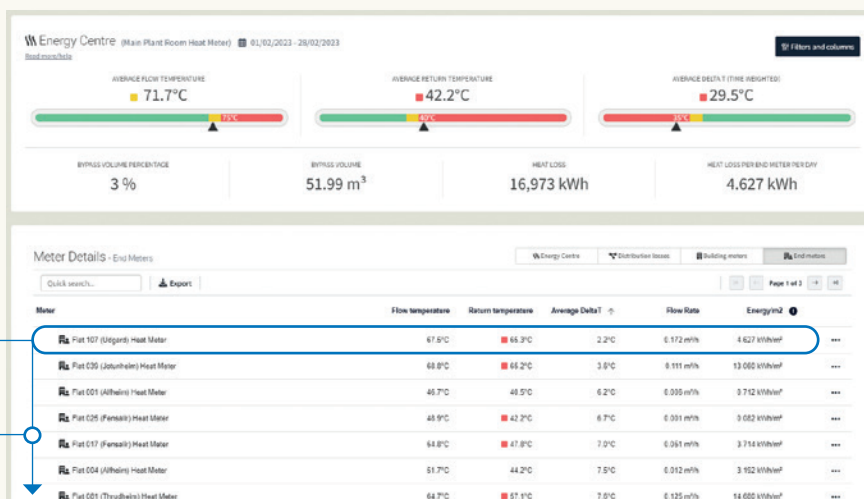 Energy Centre (Main Plant Room Heat Meter) 01/02/2023 - 28/02/2023
Read more/help
Filters and columns
AVERAGE FLOW TEMPERATURE AVERAGE RETURN TEMPERATURE AVERAGE DELTA T (TIME WEIGHTED)
71.7°C 42.2°C 29.5°C
75°C 40°C 35°C
BYPASS VOLUME PERCENTAGE BYPASS VOLUME HEAT LOSS HEAT LOSS PER END METER PER DAY
3 % 51.99 m³ 16,973 kWh 4.627 kWh
Meter Details - End Meters
Energy Centre Distribution losses Building meters End meters
Quick search... Export Page 1 of 2
Meter Flow temperature Return temperature Average DeltaT Flow Rate Energy/m2
Flat 107 (Udgard) Heat Meter 67.6°C 65.3°C 2.2°C 0.172 m³/h 4.627 kWh/m²
Flat 039 (Jotunheim) Heat Meter 68.8°C 65.2°C 3.6°C 0.111 m³/h 13.060 kWh/m²
Flat 001 (Alfheim) Heat Meter 46.7°C 40.5°C 6.2°C 0.712 kWh/m²
Flat 025 (Fensalir) Heat Meter 48.9°C 42.2°C 6.7°C 0.001 m³/h 0.082 kWh/m²
Flat 017 (Fensalir) Heat Meter 54.8°C 47.8°C 7.0°C 0.051 m³/h 3.714 kWh/m²
Flat 004 (Alfheim) Heat Meter 51.7°C 44.2°C 7.5°C 0.012 m³/h 3.152 kWh/m²
Flat 001 (Thrudheim) Heat Meter 64.7°C 57.1°C 0.125 m³/h 14.680 kWh/m²